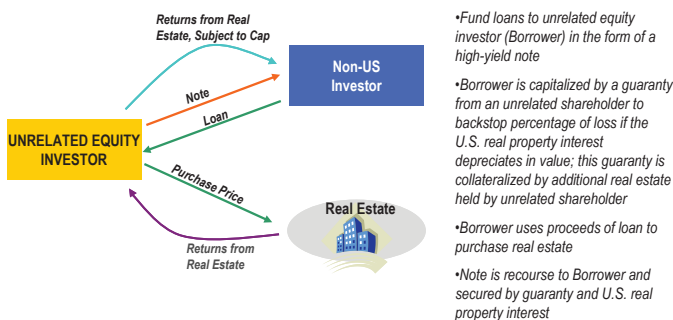 Returns from Real
Estate, Subject to Cap
Non-US
Investor
Note
Loan
UNRELATED EQUITY
INVESTOR
Purchase Price
Real Estate
Returns from
Real Estate
•Fund loans to unrelated equity
investor (Borrower) in the form of a
high-yield note
•Borrower is capitalized by a guaranty
from an unrelated shareholder to
backstop percentage of loss if the
U.S. real property interest
depreciates in value; this guaranty is
collateralized by additional real estate
held by unrelated shareholder
•Borrower uses proceeds of loan to
purchase real estate
•Note is recourse to Borrower and
secured by guaranty and U.S. real
property interest